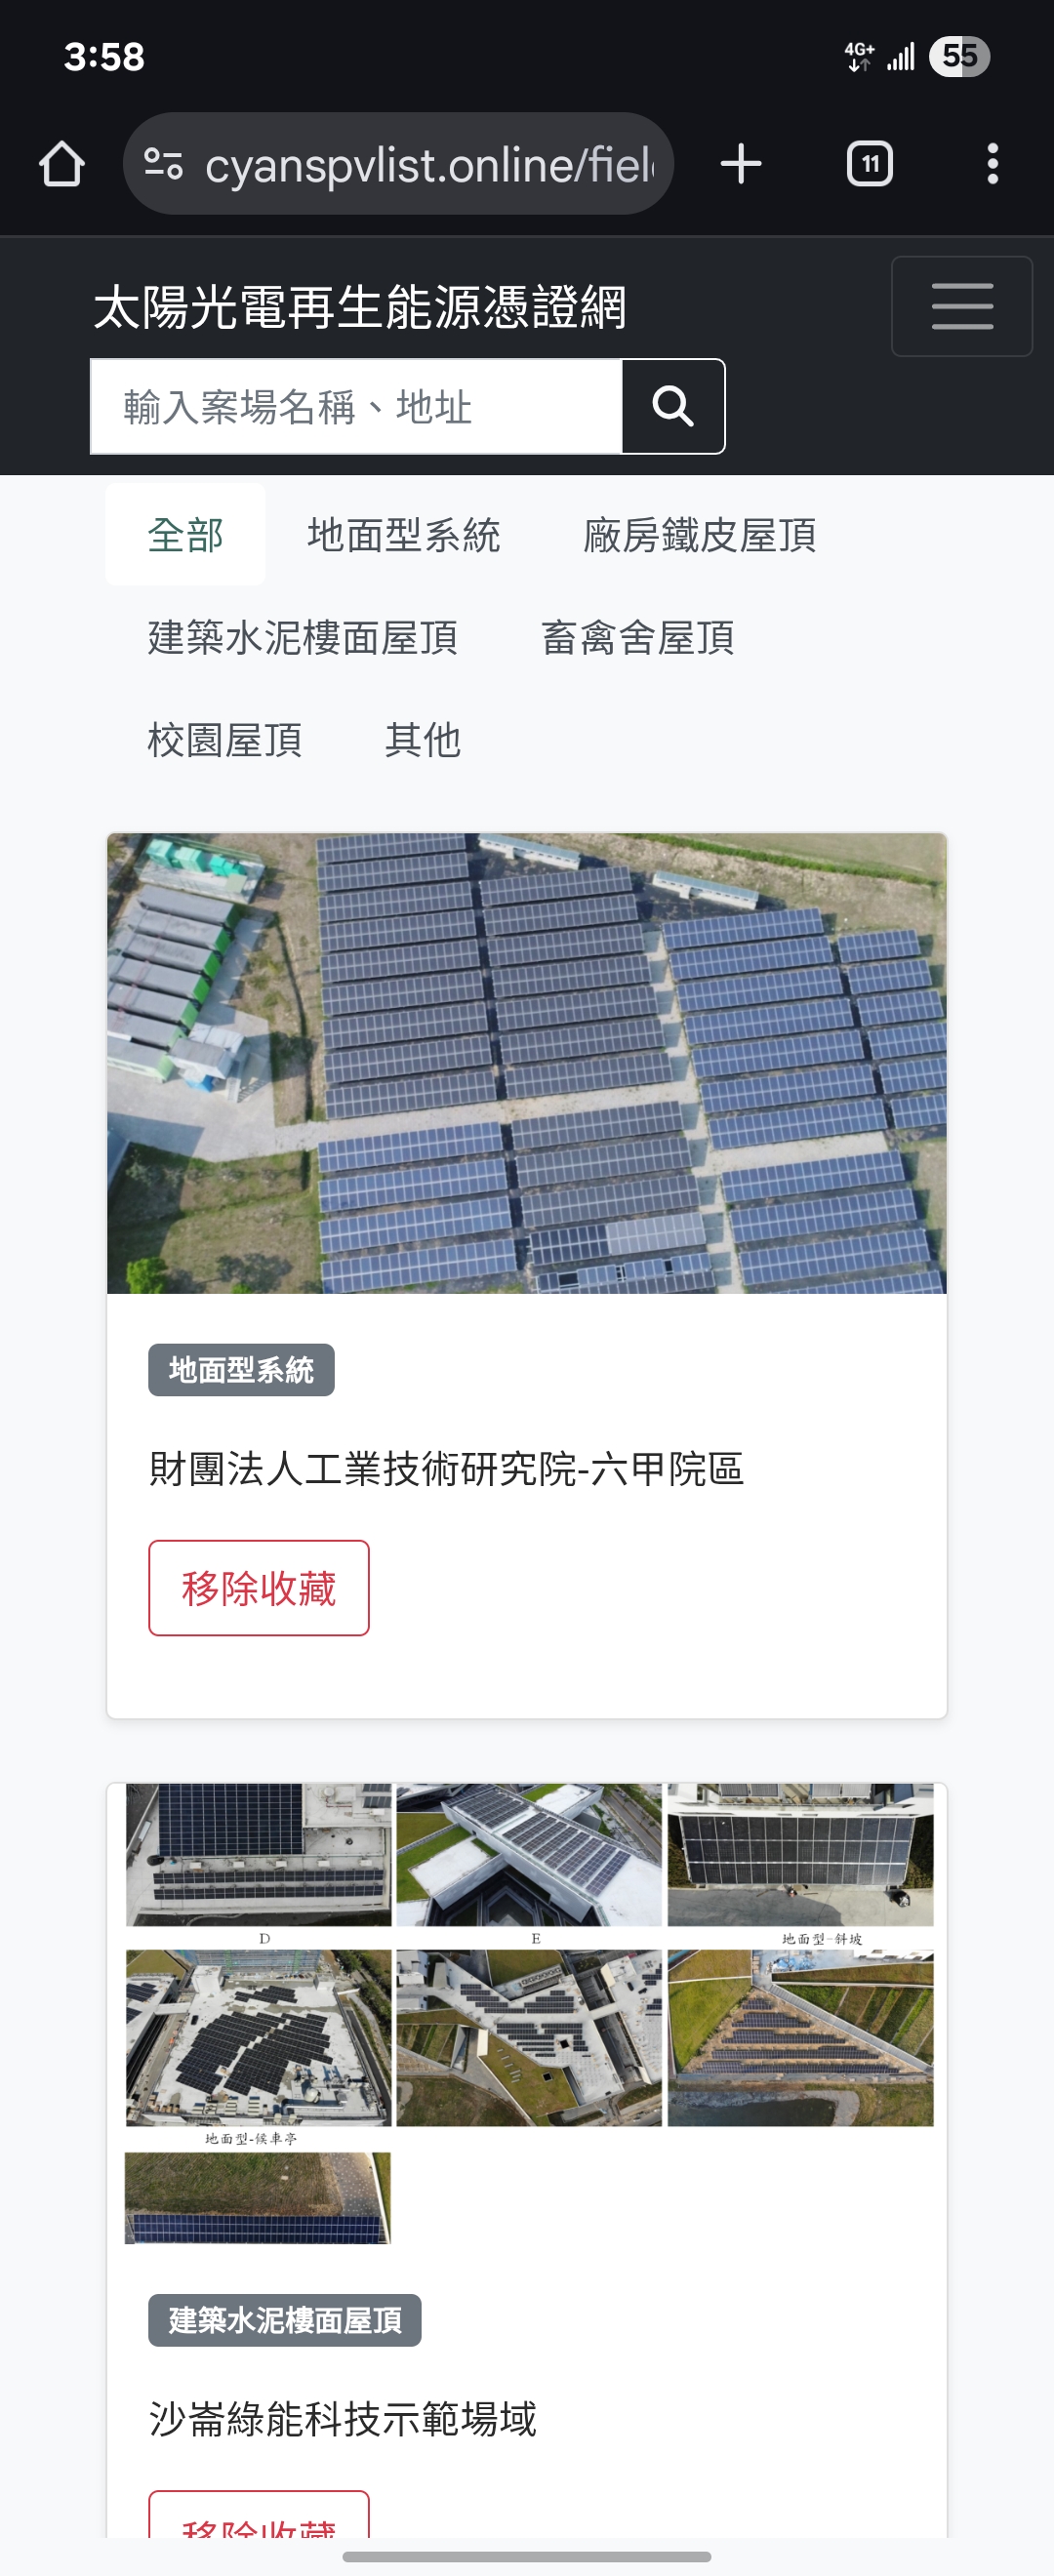 3:58
4G+
55
cyanspvlist.online/fiel
11
太陽光電再生能源憑證網
輸入案場名稱、地址
全部
地面型系統
廠房鐵皮屋頂
建築水泥樓面屋頂
畜禽舍屋頂
校園屋頂
其他
地面型系統
財團法人工業技術研究院-六甲院區
移除收藏
D
E
地面型-斜坡
地面型-候車亭
建築水泥樓面屋頂
沙崙綠能科技示範場域
移除收藏